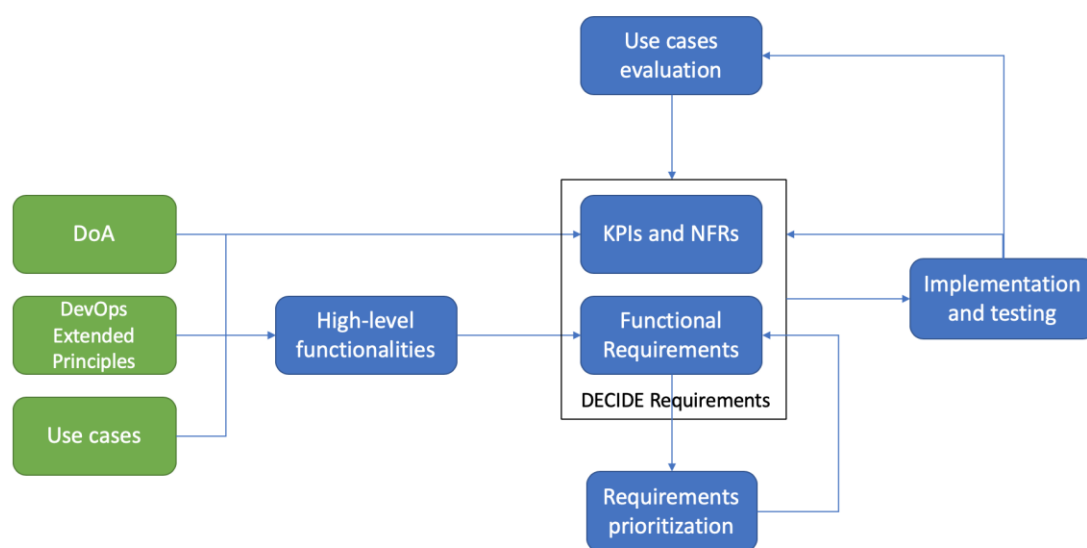 Use cases
evaluation
DoA
KPIs and NFRs
DevOps
Extended
Principles
High-level
functionalities
Functional
Requirements
Implementation
and testing
DECIDE Requirements
Use cases
Requirements
prioritization